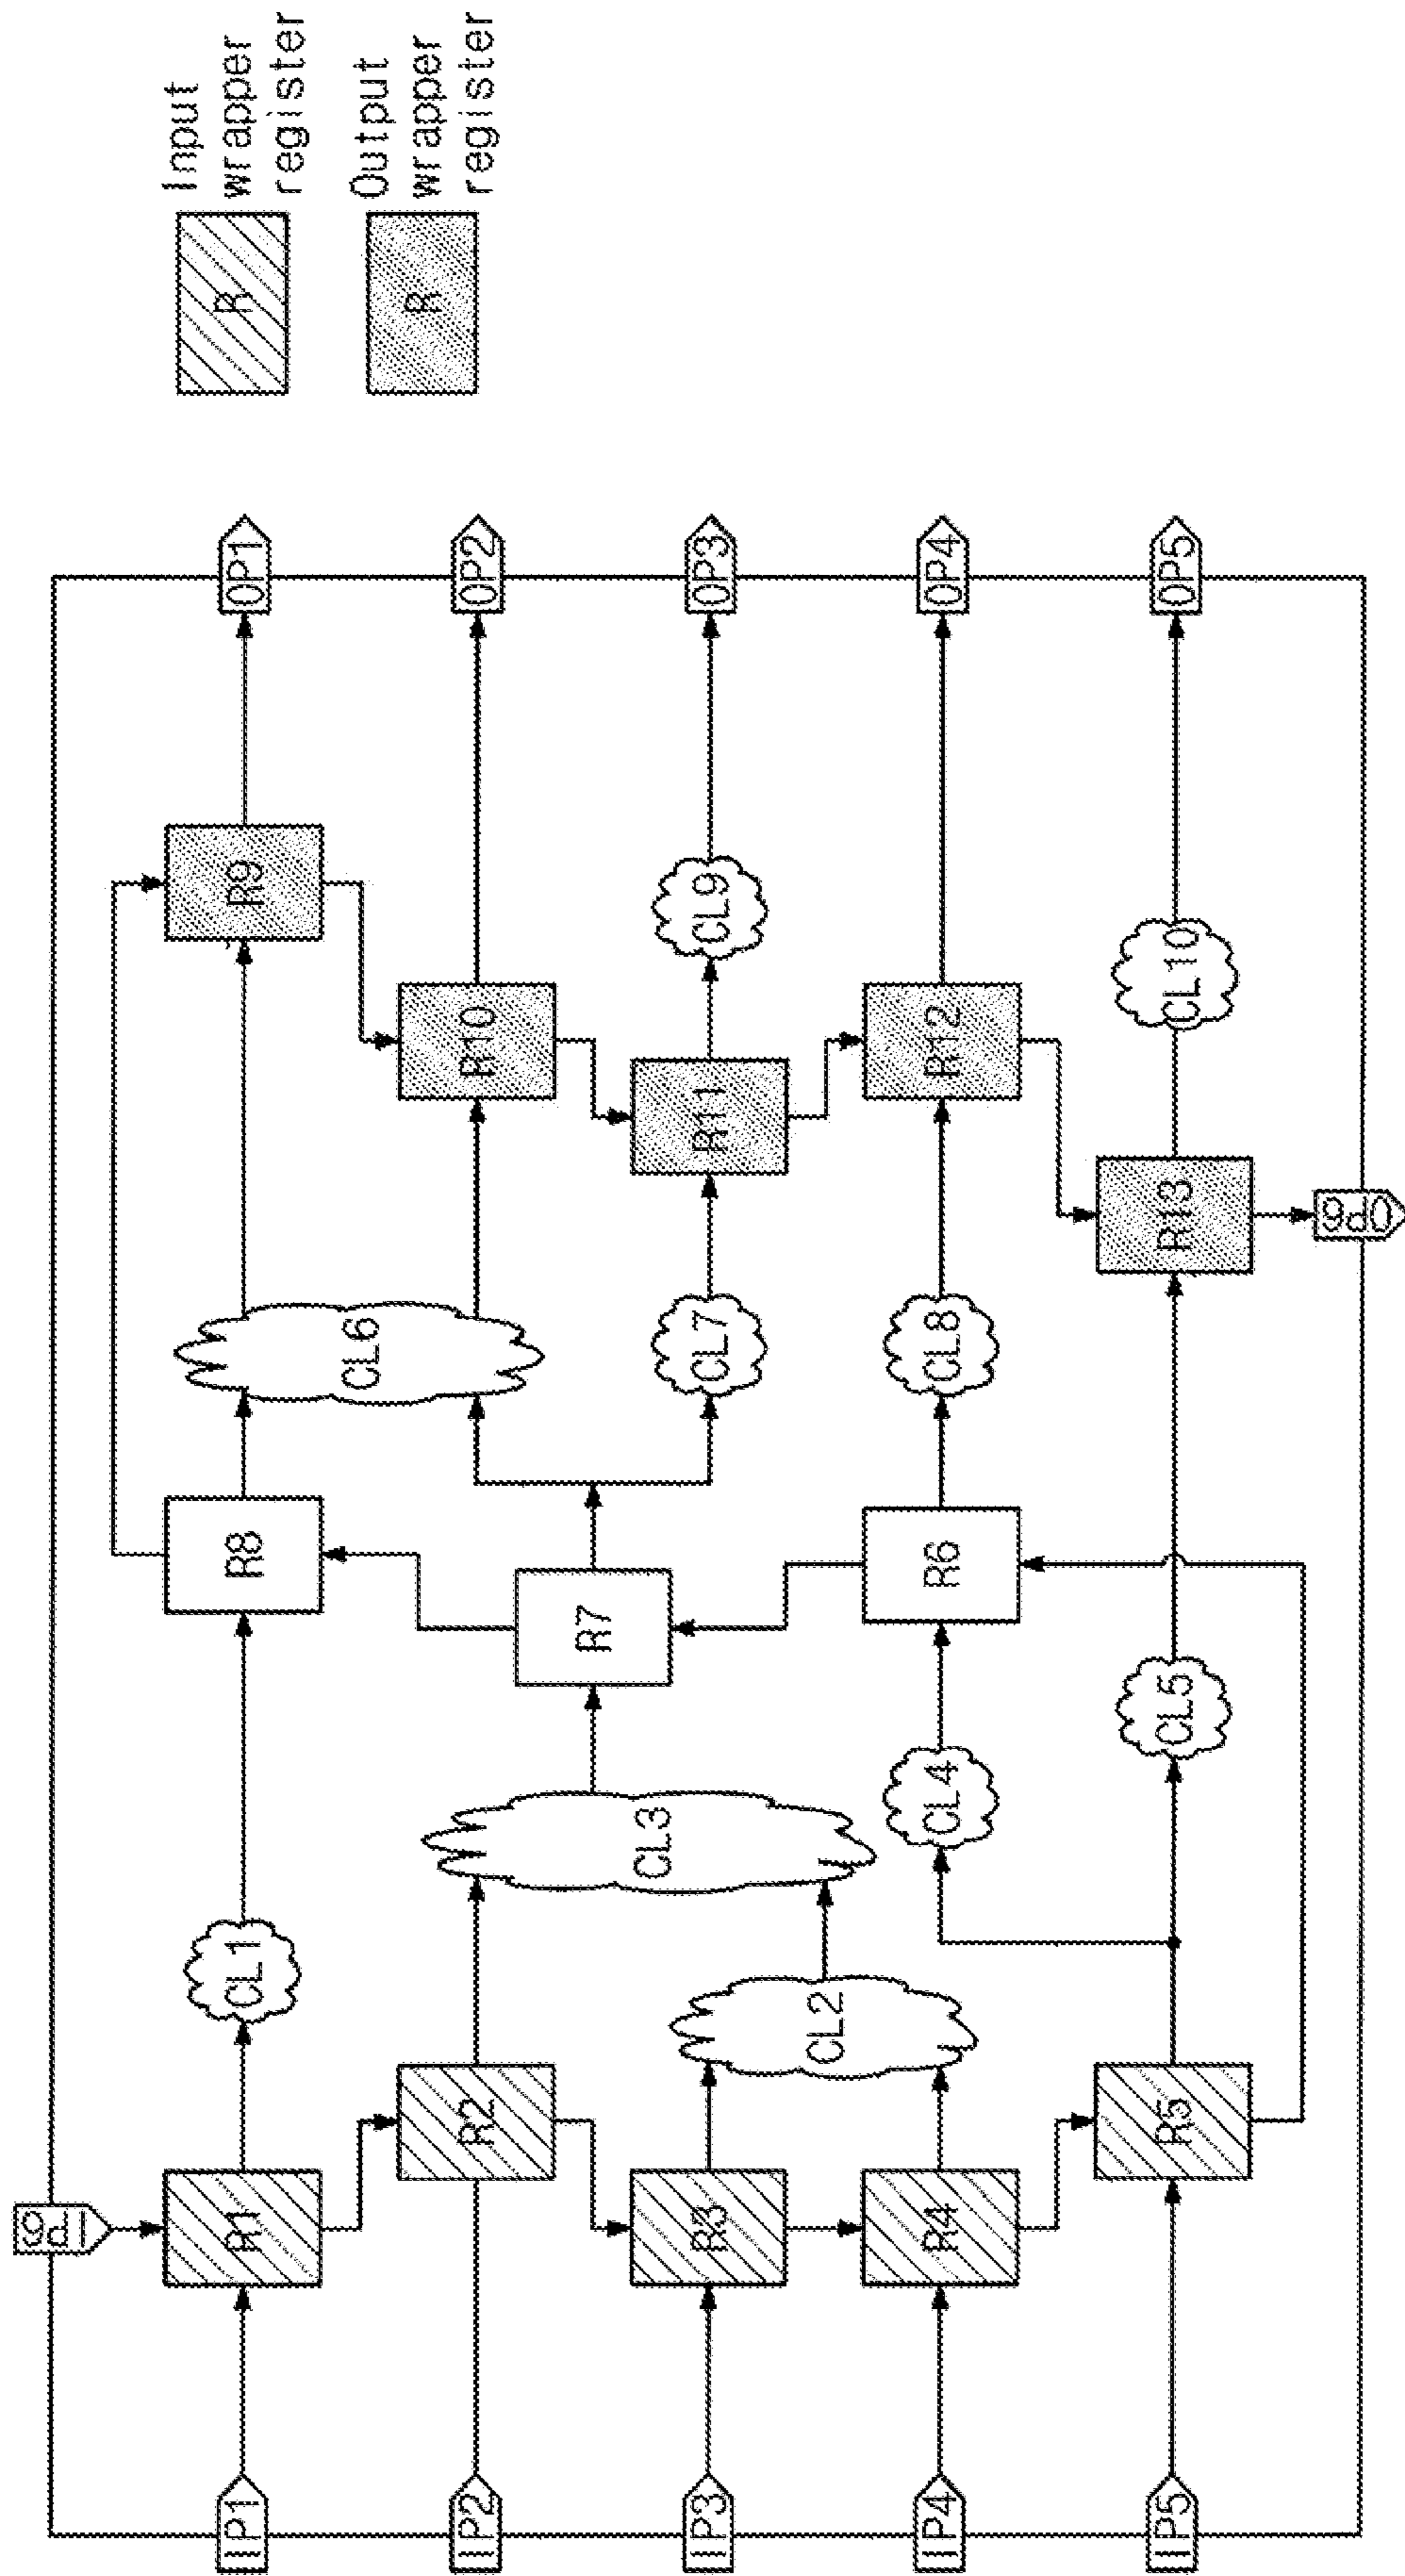 IP6
IP1
R1
CL1
R8
CL6
R9
OP1
IP2
R2
CL3
R7
R10
OP2
IP3
R3
CL2
CL7
R11
CL9
OP3
IP4
R4
CL4
R6
CL8
R12
OP4
IP5
R5
CL5
R13
CL10
OP5
OP6
R
Input
wrapper
register
R
Output
wrapper
register